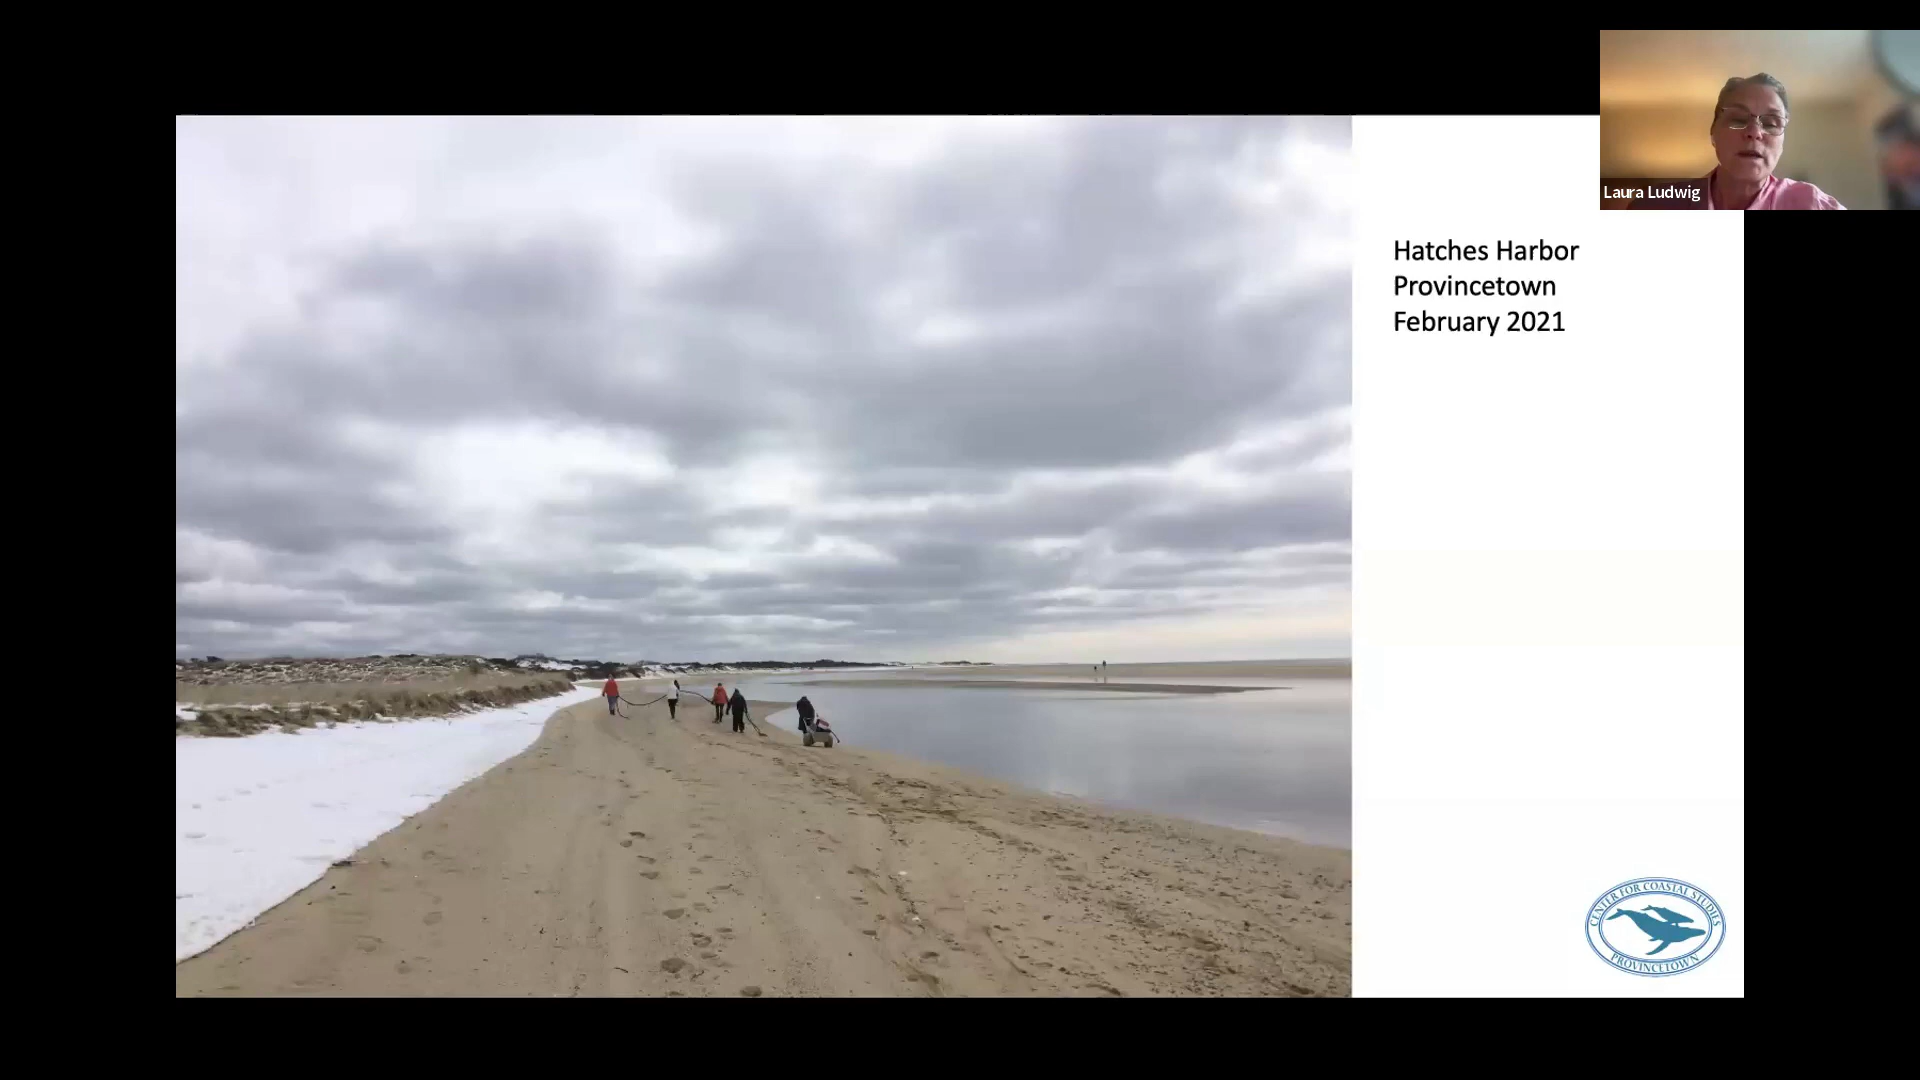 Laura Ludwig
Hatches Harbor
Provincetown
February 2021
CENTER FOR COASTAL STUDIES
PROVINCETOWN